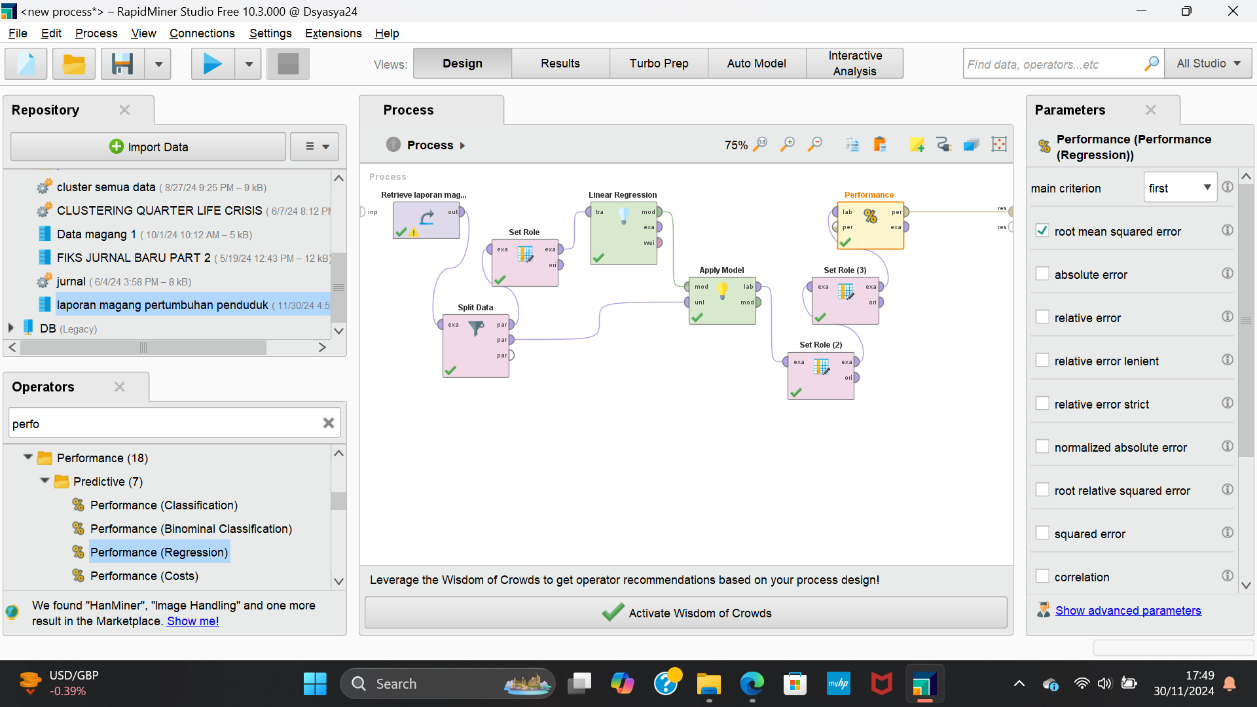 <new process*> – RapidMiner Studio Free 10.3.000 @ Dsyasya24
File Edit Process View Connections Settings Extensions Help
Views: Design Results Turbo Prep Auto Model Interactive Analysis
Find data, operators...etc All Studio
Repository
Import Data
cluster semua data ( 8/27/24 9:25 PM – 9 kB)
CLUSTERING QUARTER LIFE CRISIS ( 6/7/24 8:12 PM
Data magang 1 ( 10/1/24 10:12 AM – 5 kB)
FIKS JURNAL BARU PART 2 ( 5/19/24 12:43 PM – 12 kB)
jurnal ( 6/4/24 3:58 PM – 8 kB)
laporan magang pertumbuhan penduduk ( 11/30/24 4:5
DB (Legacy)
Operators
perfo
Performance (18)
Predictive (7)
Performance (Classification)
Performance (Binominal Classification)
Performance (Regression)
Performance (Costs)
We found "HanMiner", "Image Handling" and one more
result in the Marketplace. Show me!
Process
Process
75%
Process
inp
Retrieve laporan mag...
out
Set Role
exa exa
ori
Split Data
exa par
par
par
Linear Regression
tra mod
exa
wei
Apply Model
mod lab
unl mod
Set Role (2)
exa exa
ori
Set Role (3)
exa exa
ori
Performance
lab per
per exa
res
res
Leverage the Wisdom of Crowds to get operator recommendations based on your process design!
Activate Wisdom of Crowds
Parameters
Performance (Performance
(Regression))
main criterion first
root mean squared error
absolute error
relative error
relative error lenient
relative error strict
normalized absolute error
root relative squared error
squared error
correlation
Show advanced parameters
USD/GBP
-0.39%
Search
myhp
17:49
30/11/2024